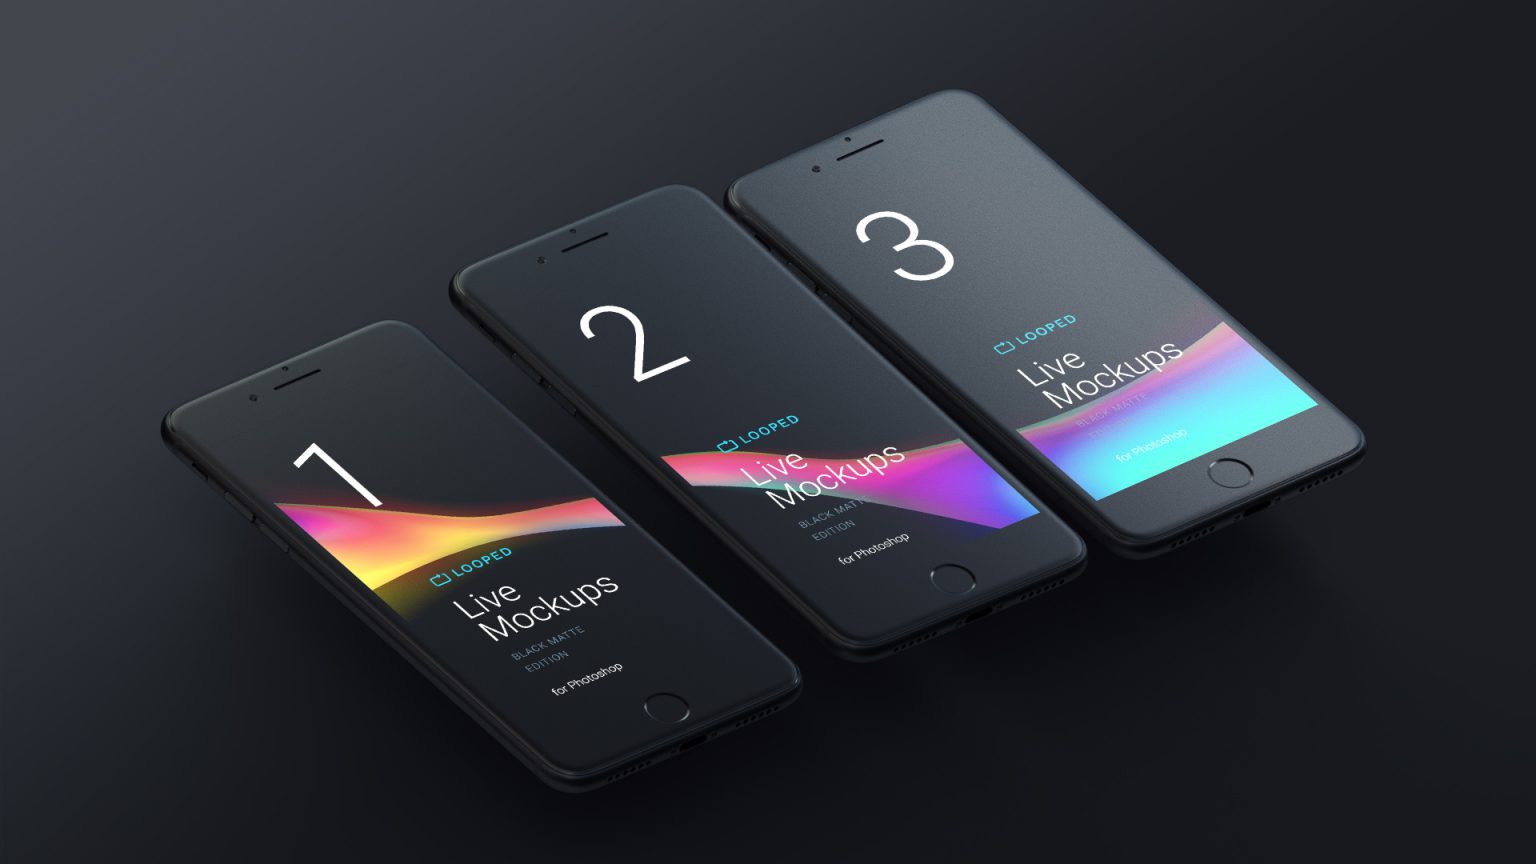 1
LOOPED
Live
Mockups
BLACK MATTE
EDITION
for Photoshop
2
LOOPED
Live
Mockups
BLACK MATTE
EDITION
for Photoshop
3
LOOPED
Live
Mockups
BLACK MATTE
for Photoshop